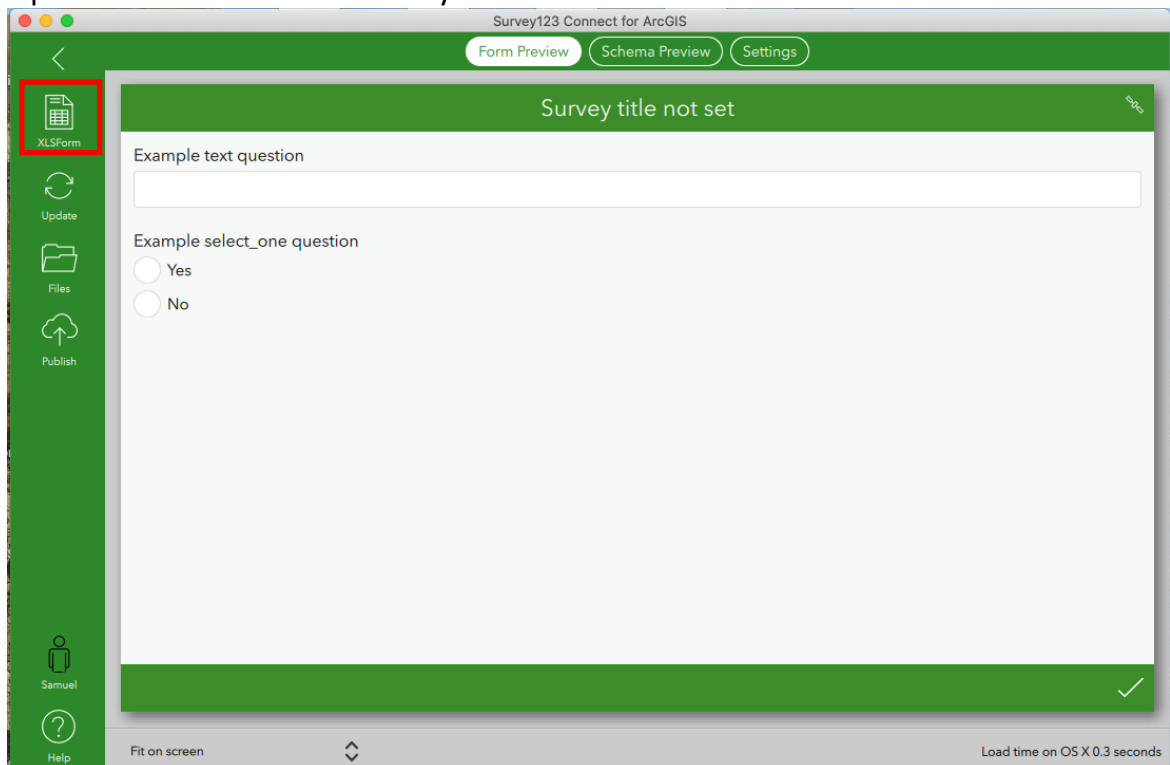 Survey123 Connect for ArcGIS
Form Preview Schema Preview Settings
XLSForm
Update
Files
Publish
Samuel
Help
Survey title not set
Example text question
Example select_one question
Yes
No
Fit on screen
Load time on OS X 0.3 seconds